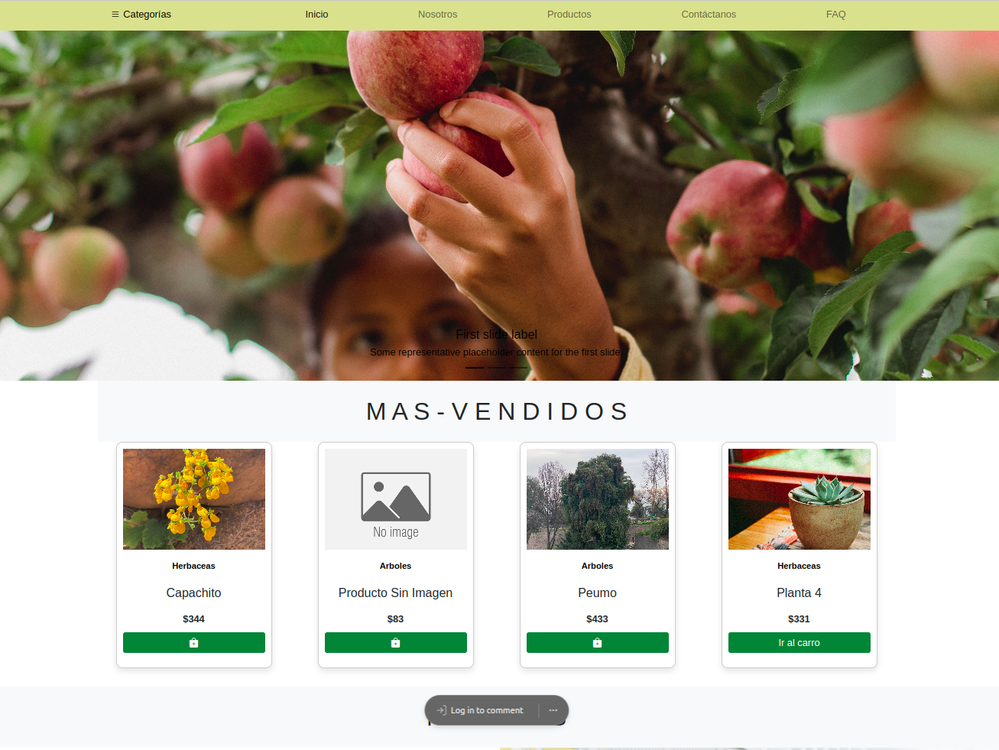 Categorías Inicio Nosotros Productos Contáctanos FAQ
First slide label
Some representative placeholder content for the first slide.
MAS-VENDIDOS
Herbaceas
Capachito
$344
No image
Arboles
Producto Sin Imagen
$83
Arboles
Peumo
$433
Herbaceas
Planta 4
$331
Ir al carro
Log in to comment